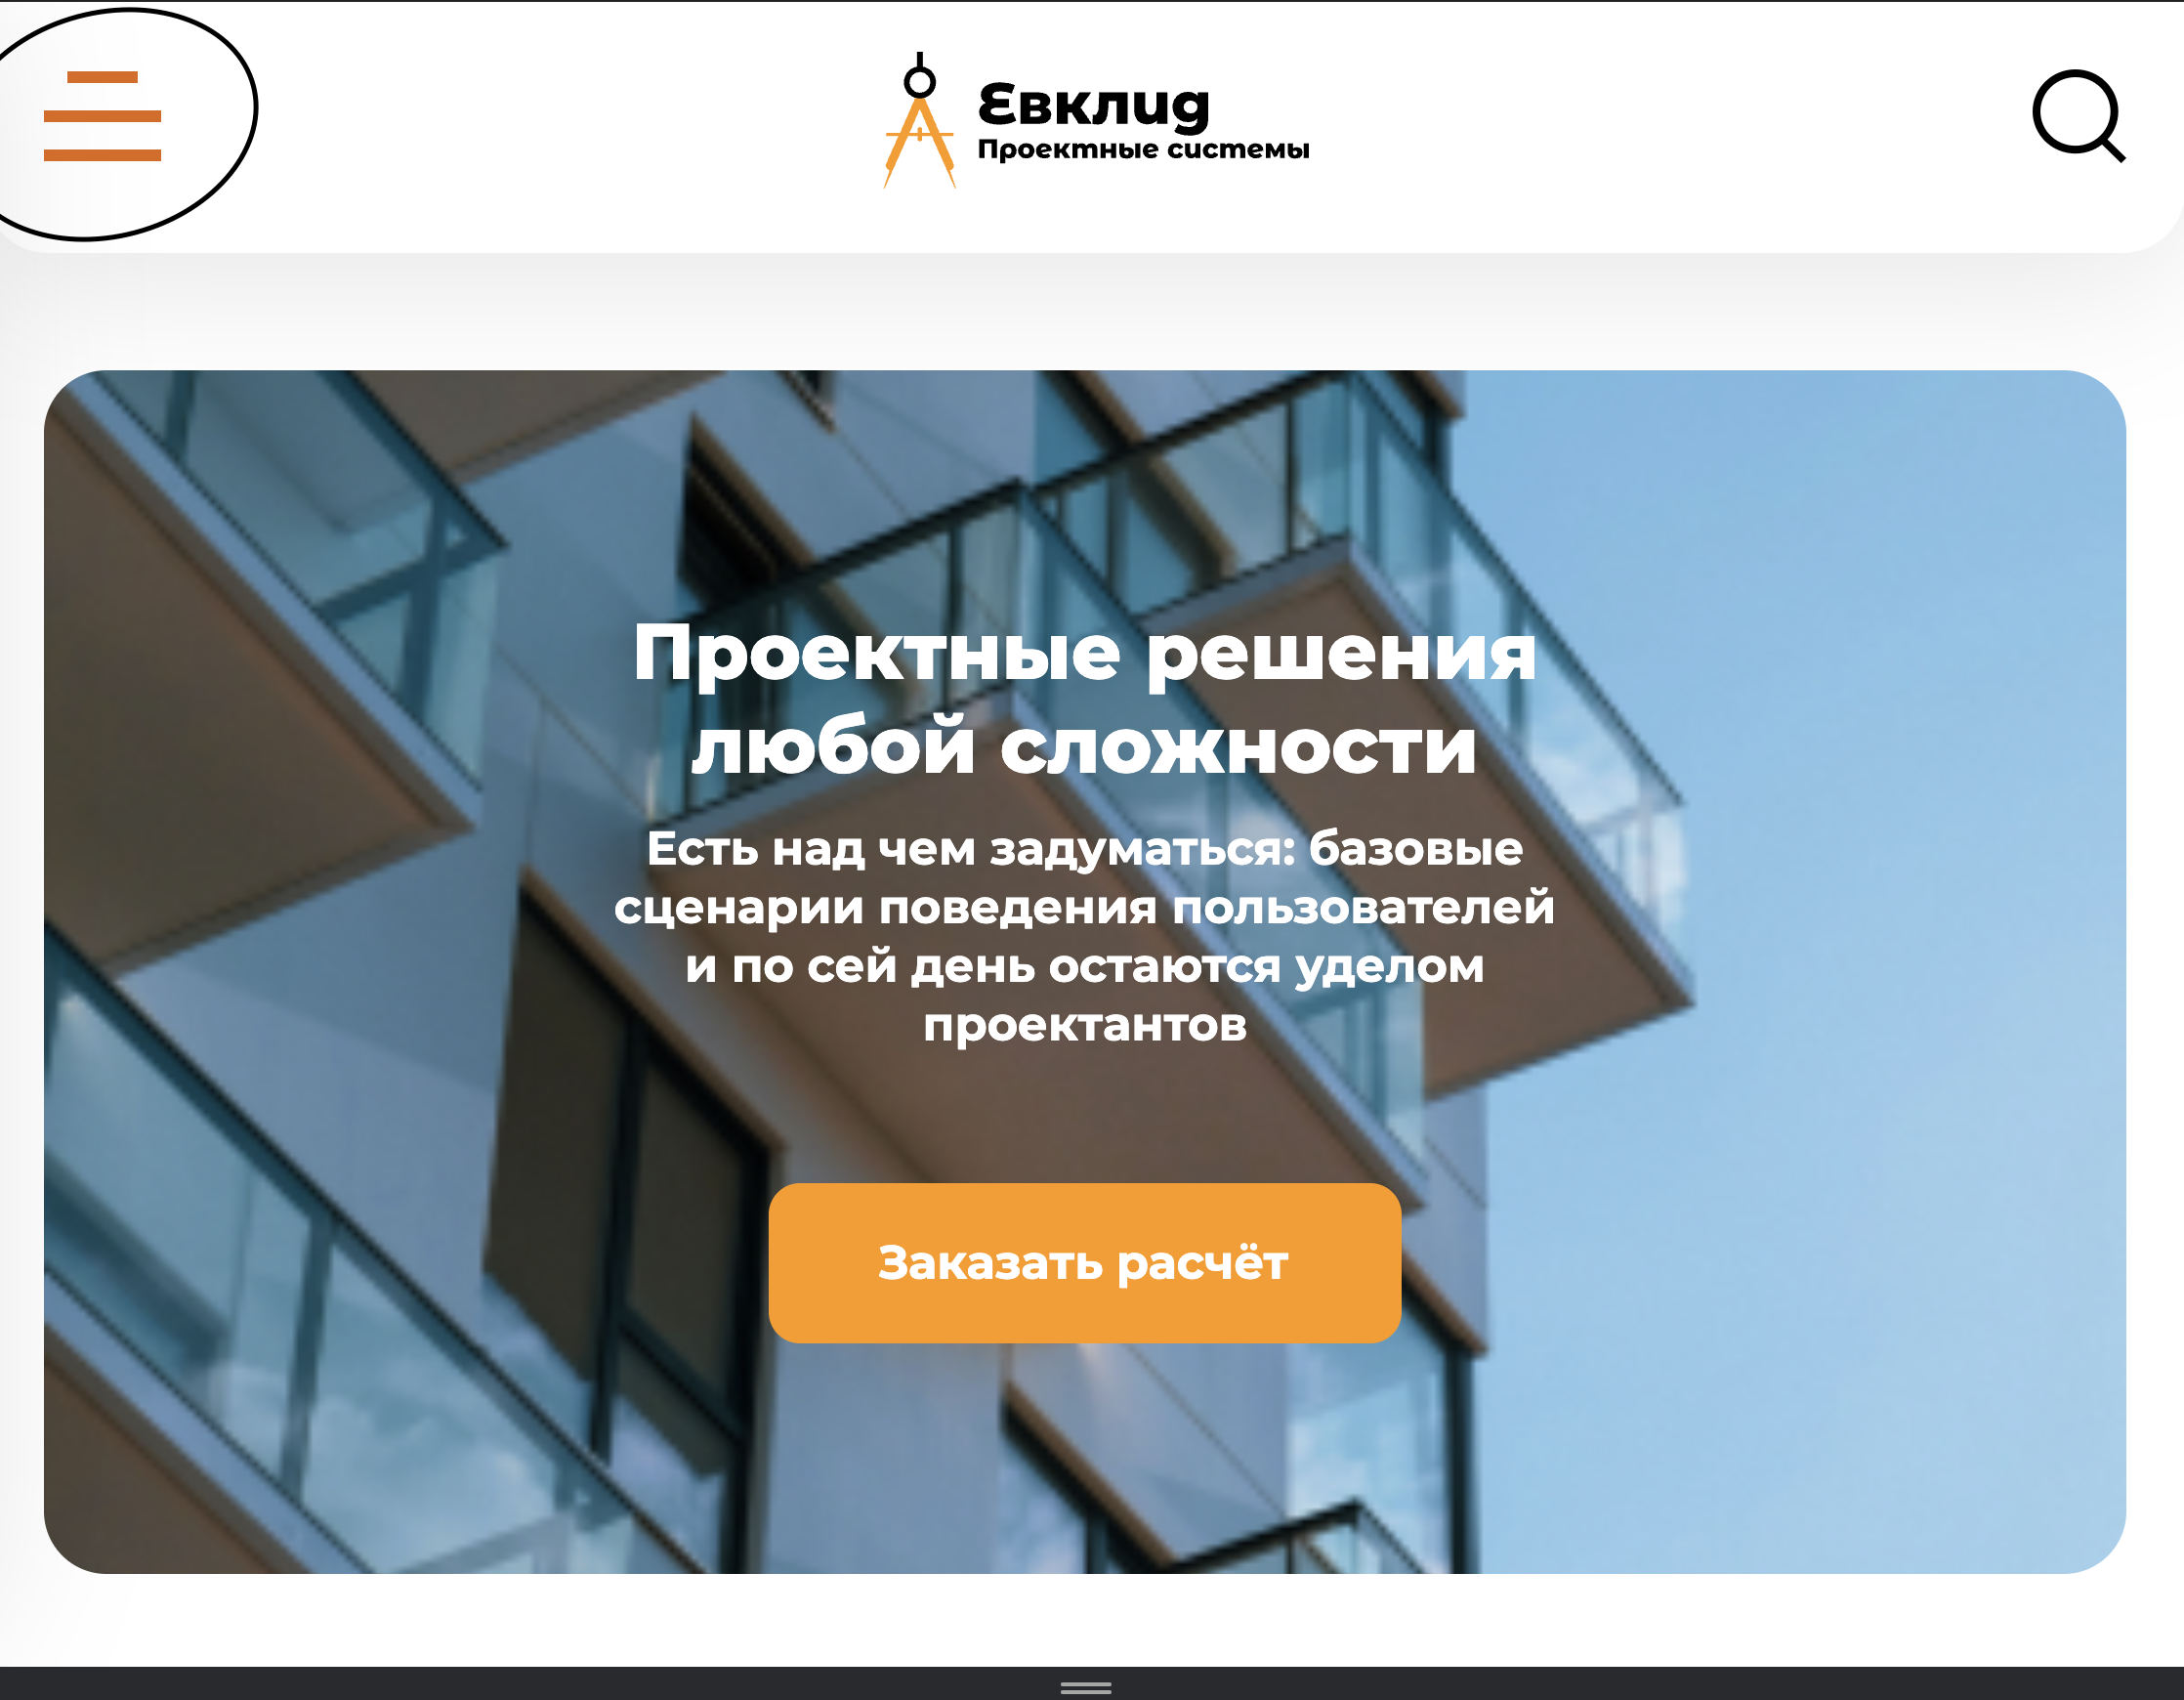 Евклид
Проектные системы
Проектные решения
любой сложности
Есть над чем задуматься: базовые
сценарии поведения пользователей
и по сей день остаются уделом
проектантов
Заказать расчёт